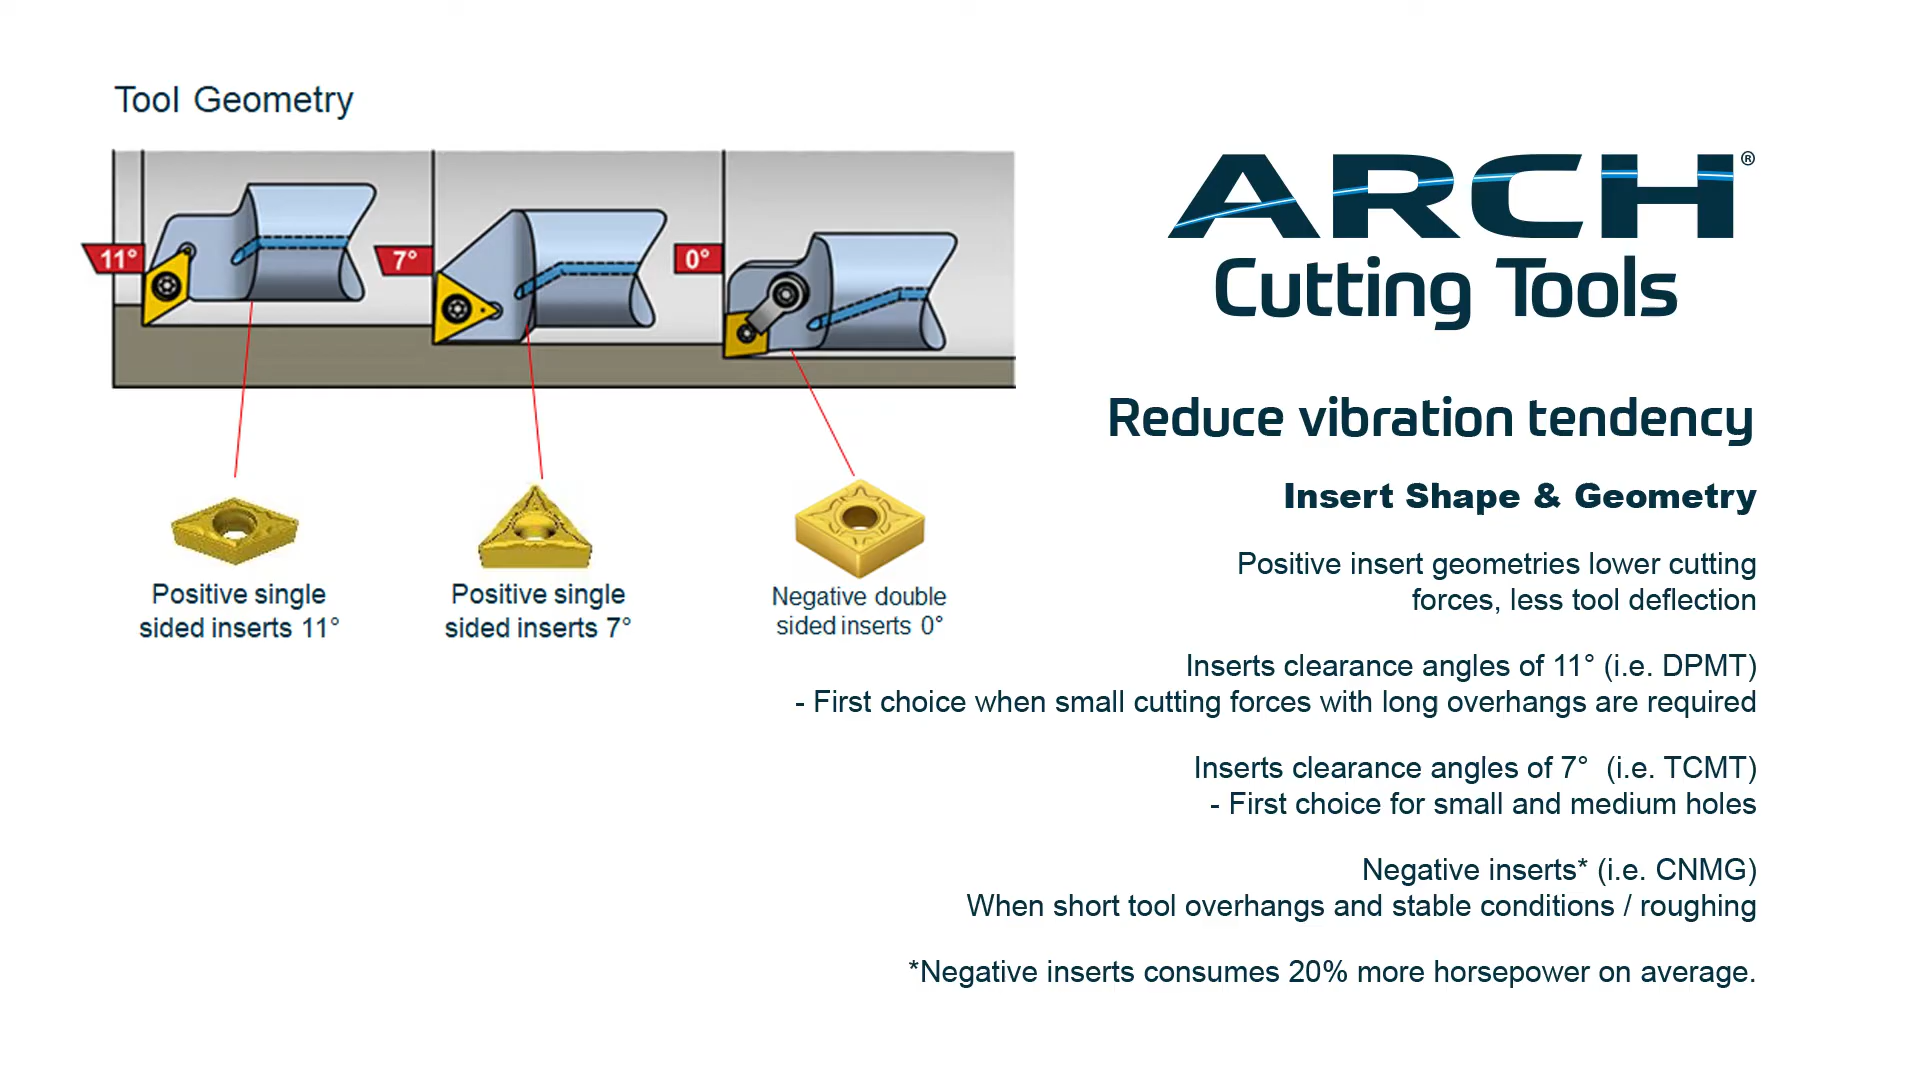 Tool Geometry
11°
7°
0°
Positive single
sided inserts 11°
Positive single
sided inserts 7°
Negative double
sided inserts 0°
ARCH®
Cutting Tools
Reduce vibration tendency
Insert Shape & Geometry
Positive insert geometries lower cutting
forces, less tool deflection
Inserts clearance angles of 11° (i.e. DPMT)
- First choice when small cutting forces with long overhangs are required
Inserts clearance angles of 7° (i.e. TCMT)
- First choice for small and medium holes
Negative inserts* (i.e. CNMG)
When short tool overhangs and stable conditions / roughing
*Negative inserts consumes 20% more horsepower on average.